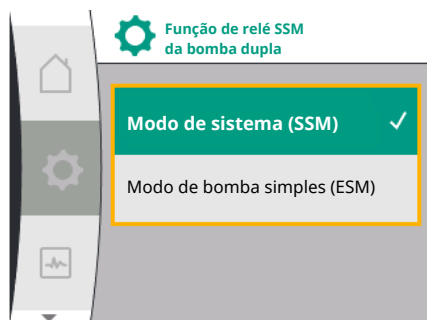 Função de relé SSM
da bomba dupla
Modo de sistema (SSM)
Modo de bomba simples (ESM)